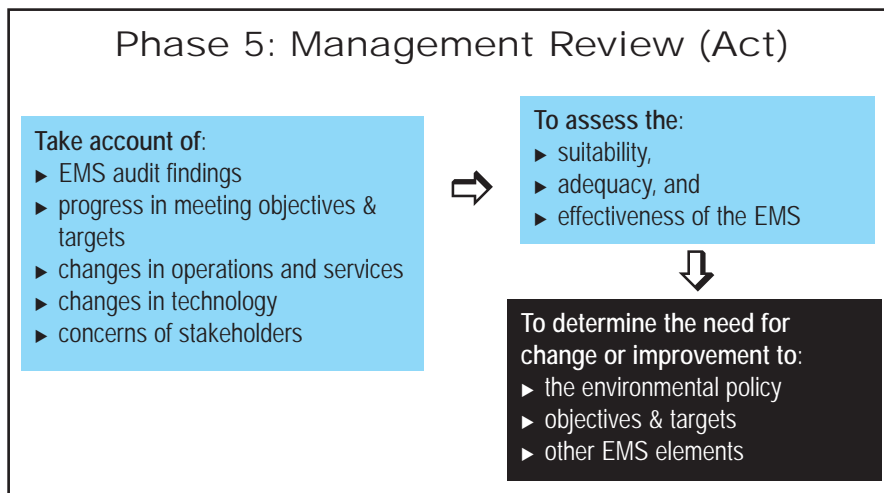 Phase 5: Management Review (Act)
Take account of:
► EMS audit findings
► progress in meeting objectives &
targets
► changes in operations and services
► changes in technology
► concerns of stakeholders
To assess the:
► suitability,
► adequacy, and
► effectiveness of the EMS
To determine the need for
change or improvement to:
► the environmental policy
► objectives & targets
► other EMS elements